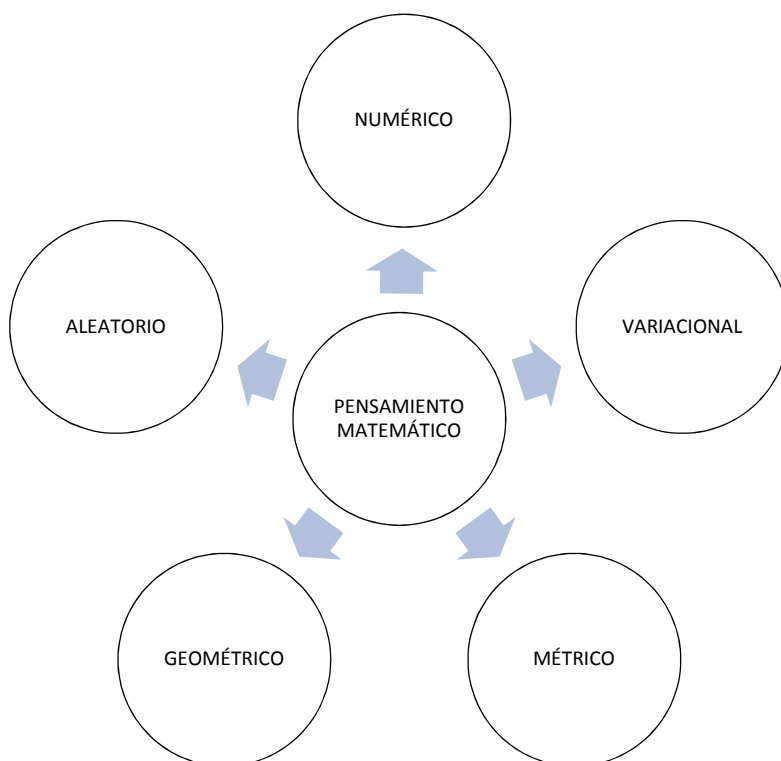 NUMÉRICO
ALEATORIO
VARIACIONAL
PENSAMIENTO
MATEMÁTICO
GEOMÉTRICO
MÉTRICO